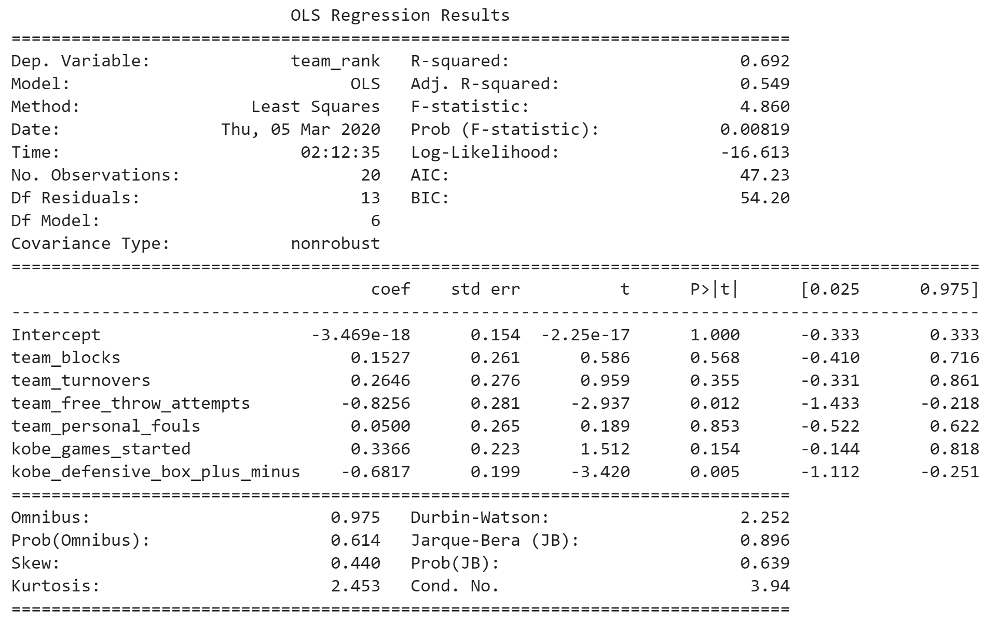 OLS Regression Results
==============================================================================
Dep. Variable:              team_rank   R-squared:                       0.692
Model:                            OLS   Adj. R-squared:                  0.549
Method:                 Least Squares   F-statistic:                     4.860
Date:                Thu, 05 Mar 2020   Prob (F-statistic):            0.00819
Time:                        02:12:35   Log-Likelihood:                -16.613
No. Observations:                  20   AIC:                             47.23
Df Residuals:                      13   BIC:                             54.20
Df Model:                           6
Covariance Type:            nonrobust
=================================================================================================
                                    coef    std err          t      P>|t|      [0.025      0.975]
-------------------------------------------------------------------------------------------------
Intercept                     -3.469e-18      0.154  -2.25e-17      1.000      -0.333       0.333
team_blocks                       0.1527      0.261      0.586      0.568      -0.410       0.716
team_turnovers                    0.2646      0.276      0.959      0.355      -0.331       0.861
team_free_throw_attempts         -0.8256      0.281     -2.937      0.012      -1.433      -0.218
team_personal_fouls               0.0500      0.265      0.189      0.853      -0.522       0.622
kobe_games_started                0.3366      0.223      1.512      0.154      -0.144       0.818
kobe_defensive_box_plus_minus    -0.6817      0.199     -3.420      0.005      -1.112      -0.251
==============================================================================
Omnibus:                        0.975   Durbin-Watson:                   2.252
Prob(Omnibus):                  0.614   Jarque-Bera (JB):                0.896
Skew:                           0.440   Prob(JB):                        0.639
Kurtosis:                       2.453   Cond. No.                         3.94
==============================================================================